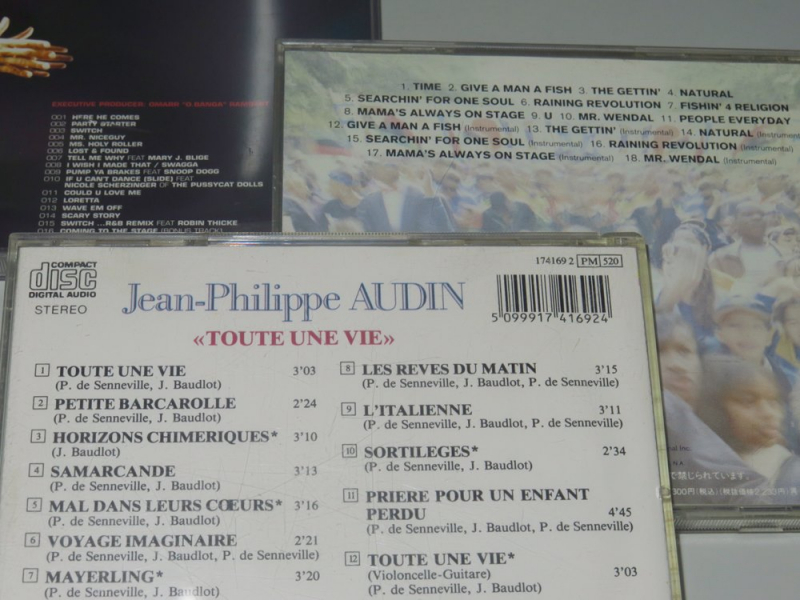 EXECUTIVE PRODUCER: OMARR "O BANGA"
001 HERE HE COMES
002 PARTY STARTER
003 SWITCH
004 MR. NICEGUY
005 MS. HOLY ROLLER
006 LOST & FOUND
007 TELL ME WHY FEAT MARY J. BLIGE
008 I WISH I MADE THAT / SWAGGA
009 PUMP YA BRAKES FEAT SNOOP DOGG
010 IF U CAN'T DANCE (SLIDE) FEAT
NICOLE SCHERZINGER OF THE PUSSYCAT DOLLS
011 COULD U LOVE ME
012 LORETTA
013 WAVE EM OFF
014 SCARY STORY
015 SWITCH ...R&B REMIX FEAT ROBIN THICKE
016 COMING TO THE STAGE (BONUS TRACK)
1. TIME 2. GIVE A MAN A FISH 3. THE GETTIN' 4. NATURAL
5. SEARCHIN' FOR ONE SOUL 6. RAINING REVOLUTION 7. FISHIN' 4 RELIGION
8. MAMA'S ALWAYS ON STAGE 9. U 10. MR. WENDAL 11. PEOPLE EVERYDAY
12. GIVE A MAN A FISH (Instrumental) 13. THE GETTIN' (Instrumental) 14. NATURAL (Instrumental)
15. SEARCHIN' FOR ONE SOUL (Instrumental) 16. RAINING REVOLUTION (Instrumental)
17. MAMA'S ALWAYS ON STAGE (Instrumental) 18. MR. WENDAL (Instrumental)
で禁じられています。
COMPACT
disc
DIGITAL AUDIO
STEREO
174169 2 PM 520
Jean-Philippe AUDIN
«TOUTE UNE VIE»
5 099917 416924
1 TOUTE UNE VIE 3'03
(P. de Senneville, J. Baudlot)
2 PETITE BARCAROLLE 2'24
(P. de Senneville, J. Baudlot)
3 HORIZONS CHIMERIQUES* 3'10
(J. Baudlot)
4 SAMARCANDE 3'13
(P. de Senneville, J. Baudlot)
5 MAL DANS LEURS CŒURS* 3'16
(P. de Senneville, J. Baudlot)
6 VOYAGE IMAGINAIRE 2'21
(P. de Senneville, J. Baudlot, P. de Senneville)
7 MAYERLING* 3'20
(P. de Senneville, J. Baudlot)
8 LES REVES DU MATIN 3'15
(P. de Senneville, J. Baudlot, P. de Senneville)
9 L'ITALIENNE 3'11
(P. de Senneville, J. Baudlot, P. de Senneville)
10 SORTILEGES* 2'34
(P. de Senneville, J. Baudlot)
11 PRIERE POUR UN ENFANT
PERDU 4'45
(P. de Senneville, J. Baudlot, P. de Senneville)
12 TOUTE UNE VIE*
(Violoncelle-Guitare) 3'03
(P. de Senneville, J. Baudlot)